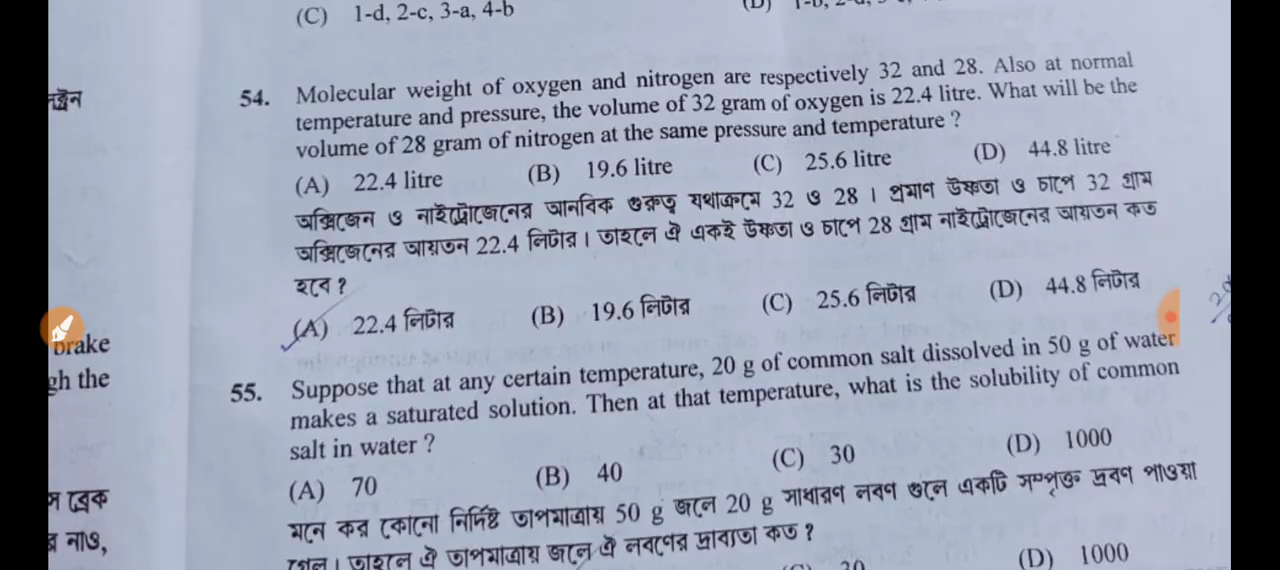 (C) 1-d, 2-c, 3-a, 4-b
54. Molecular weight of oxygen and nitrogen are respectively 32 and 28. Also at normal
temperature and pressure, the volume of 32 gram of oxygen is 22.4 litre. What will be the
volume of 28 gram of nitrogen at the same pressure and temperature ?
(A) 22.4 litre (B) 19.6 litre (C) 25.6 litre (D) 44.8 litre
অক্সিজেন ও নাইট্রোজেনের আনবিক গুরুত্ব যথাক্রমে 32 ও 28 । প্রমাণ উষ্ণতা ও চাপে 32 গ্রাম
অক্সিজেনের আয়তন 22.4 লিটার । তাহলে ঐ একই উষ্ণতা ও চাপে 28 গ্রাম নাইট্রোজেনের আয়তন কত
হবে ?
(A) 22.4 লিটার (B) 19.6 লিটার (C) 25.6 লিটার (D) 44.8 লিটার
brake
gh the
55. Suppose that at any certain temperature, 20 g of common salt dissolved in 50 g of water
makes a saturated solution. Then at that temperature, what is the solubility of common
salt in water ?
(A) 70 (B) 40 (C) 30 (D) 1000
স ব্রেক
র নাও,
মনে কর কোনো নির্দিষ্ট তাপমাত্রায় 50 g জলে 20 g সাধারণ লবণ গুলে একটি সম্পৃক্ত দ্রবণ পাওয়া
গেল । তাহলে ঐ তাপমাত্রায় জলে ঐ লবণের দ্রাব্যতা কত ?
(D) 1000